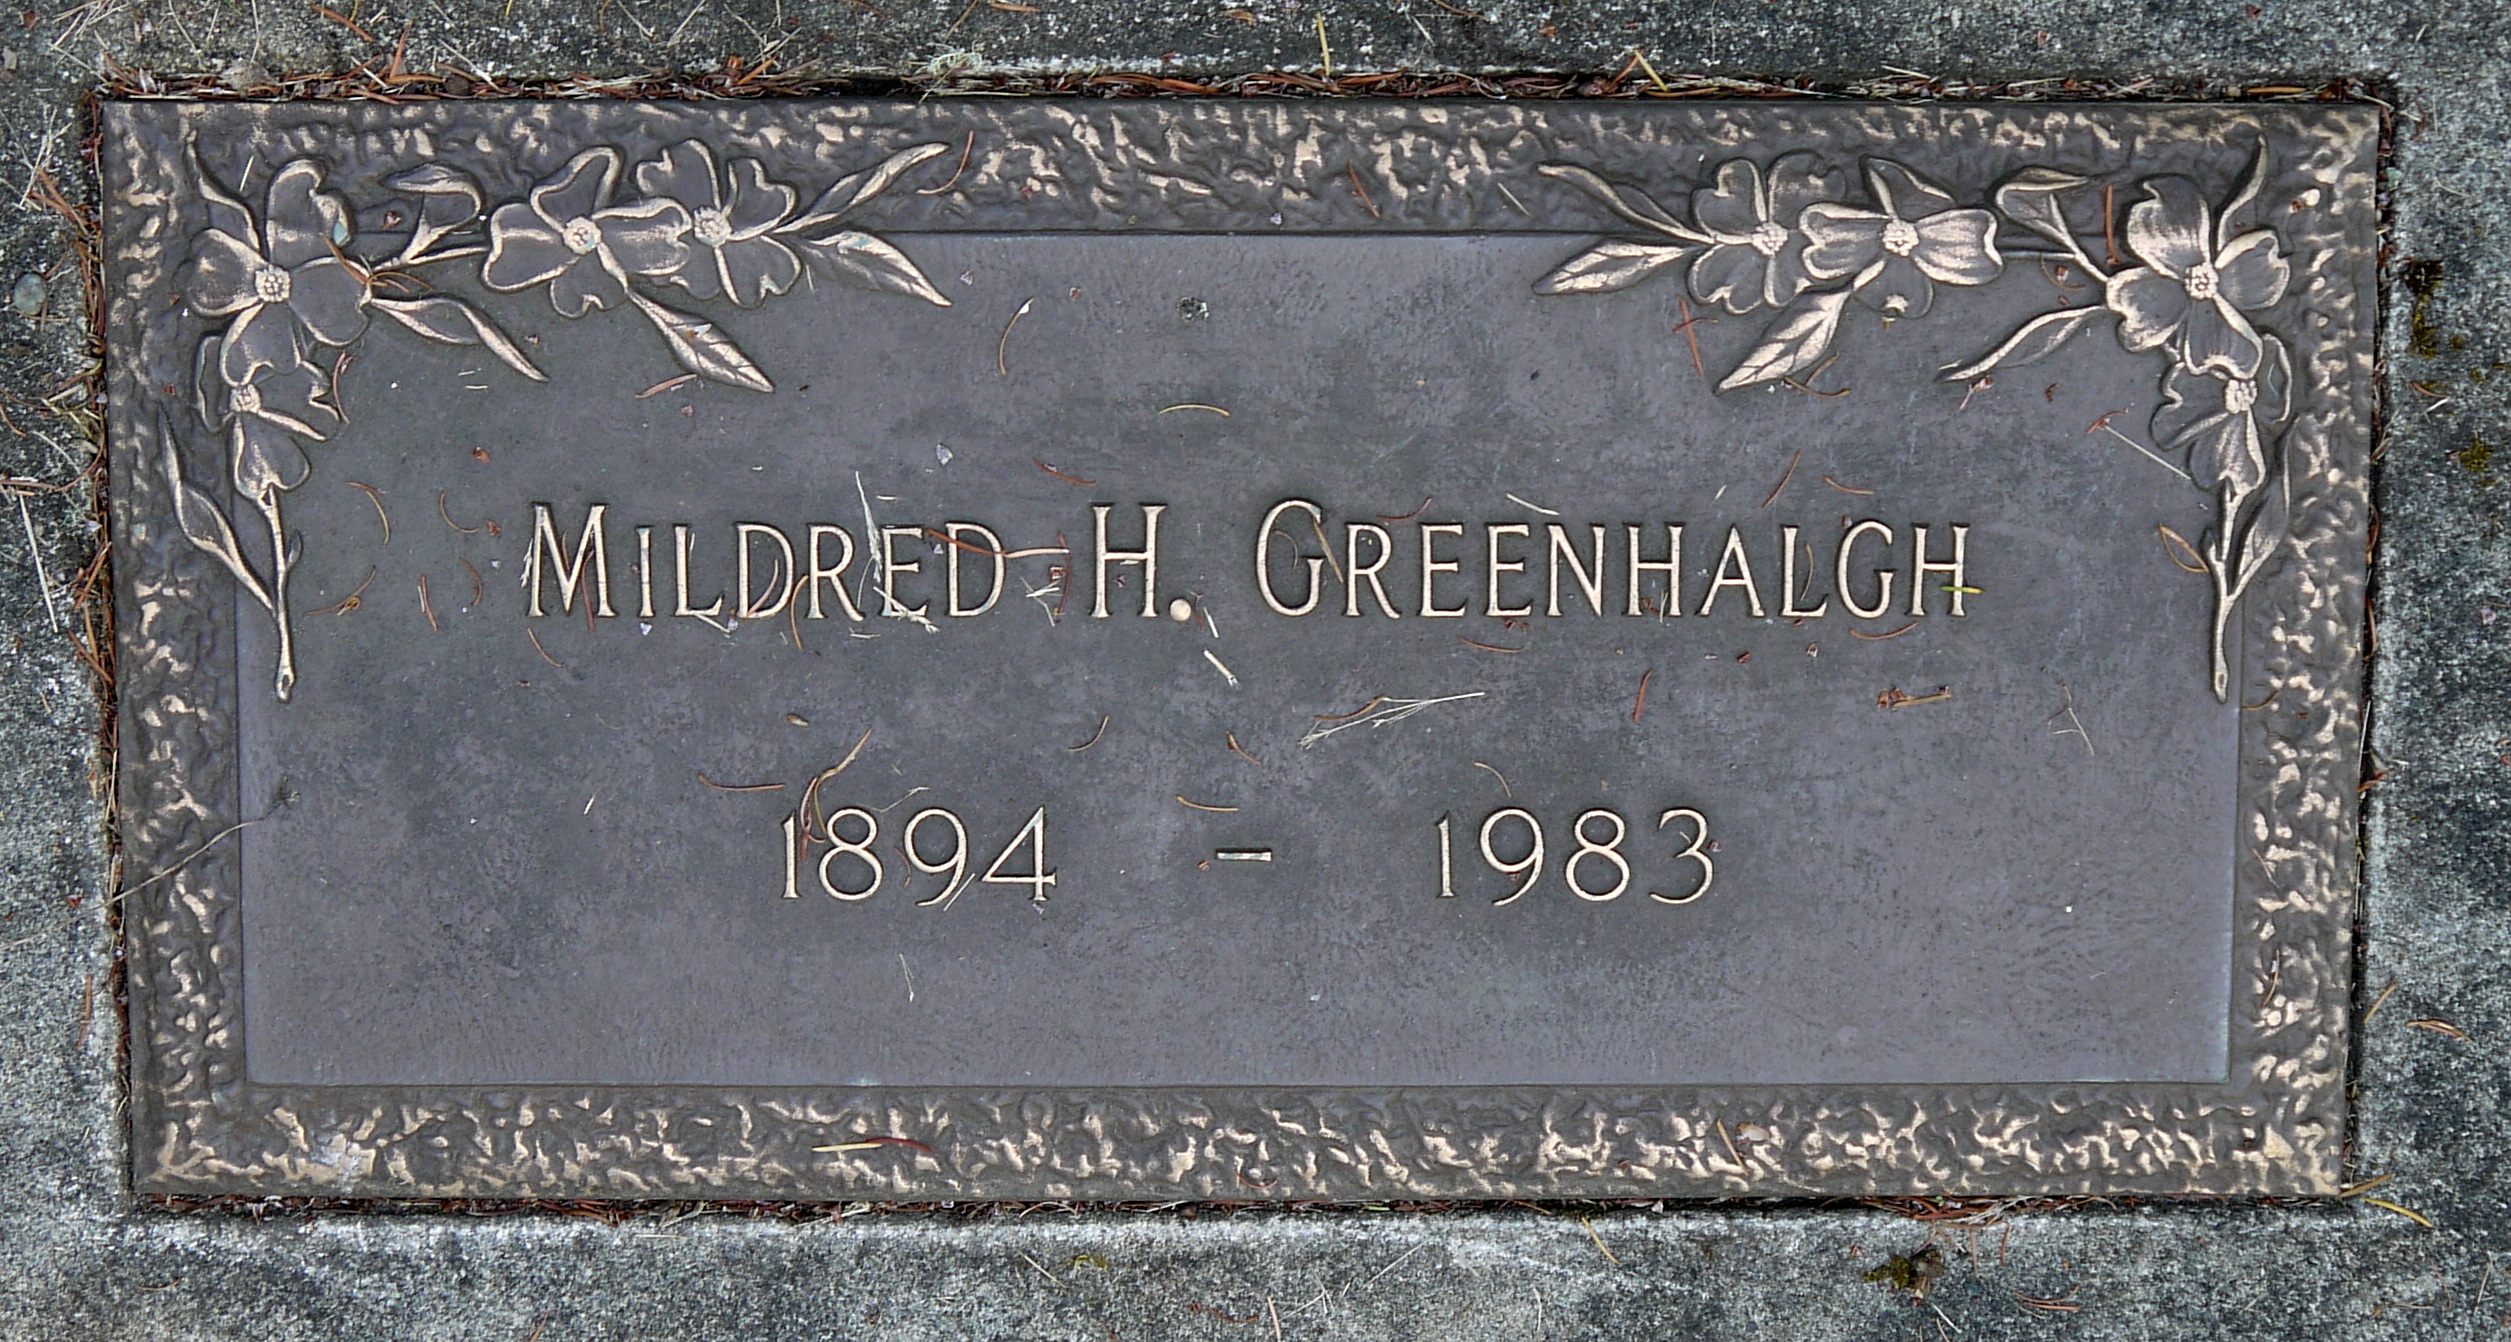 MILDRED H. GREENHALGH
1894 - 1983